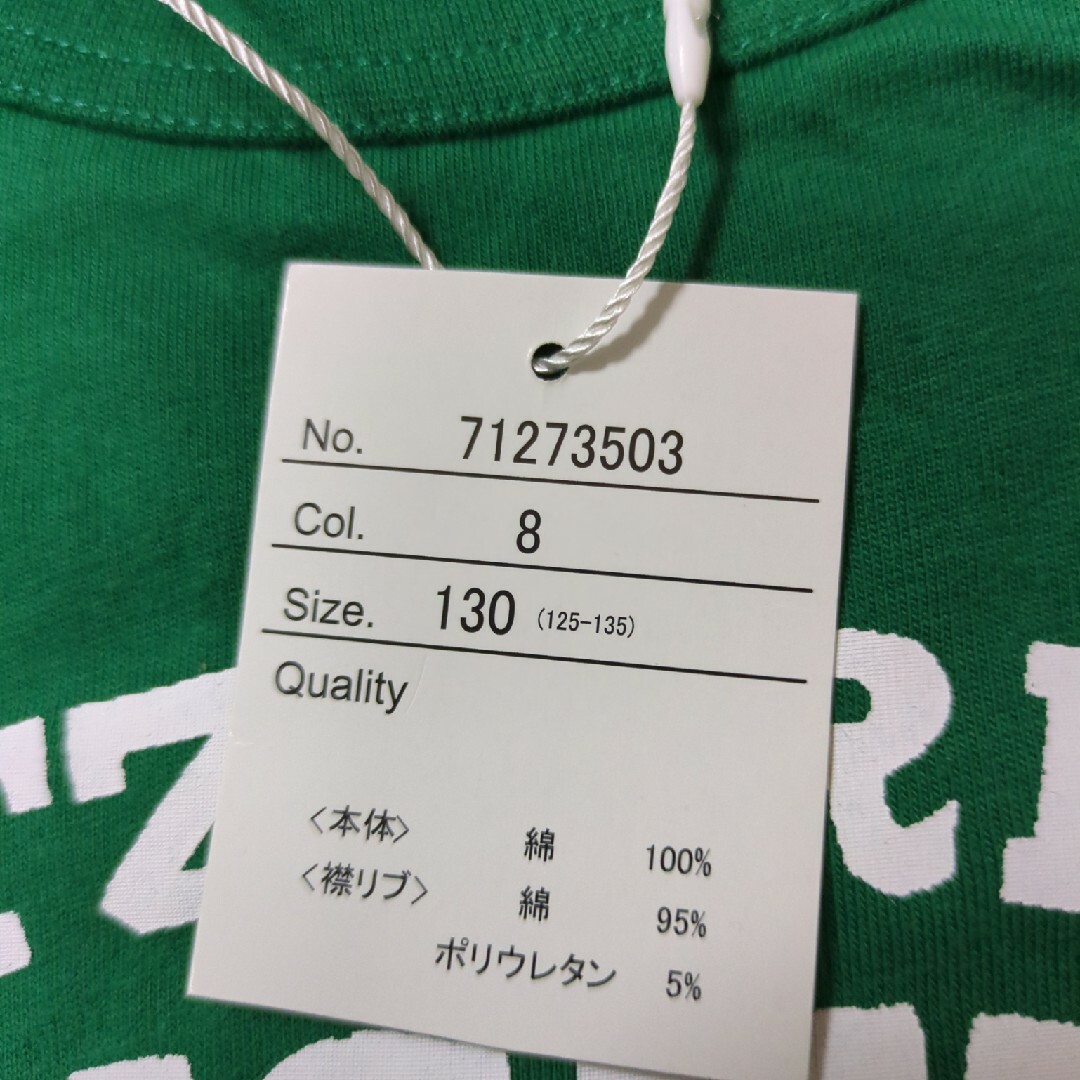 No. 71273503
Col. 8
Size. 130 (125-135)
Quality
〈本体〉 綿 100%
〈襟リブ〉 綿 95%
ポリウレタン 5%